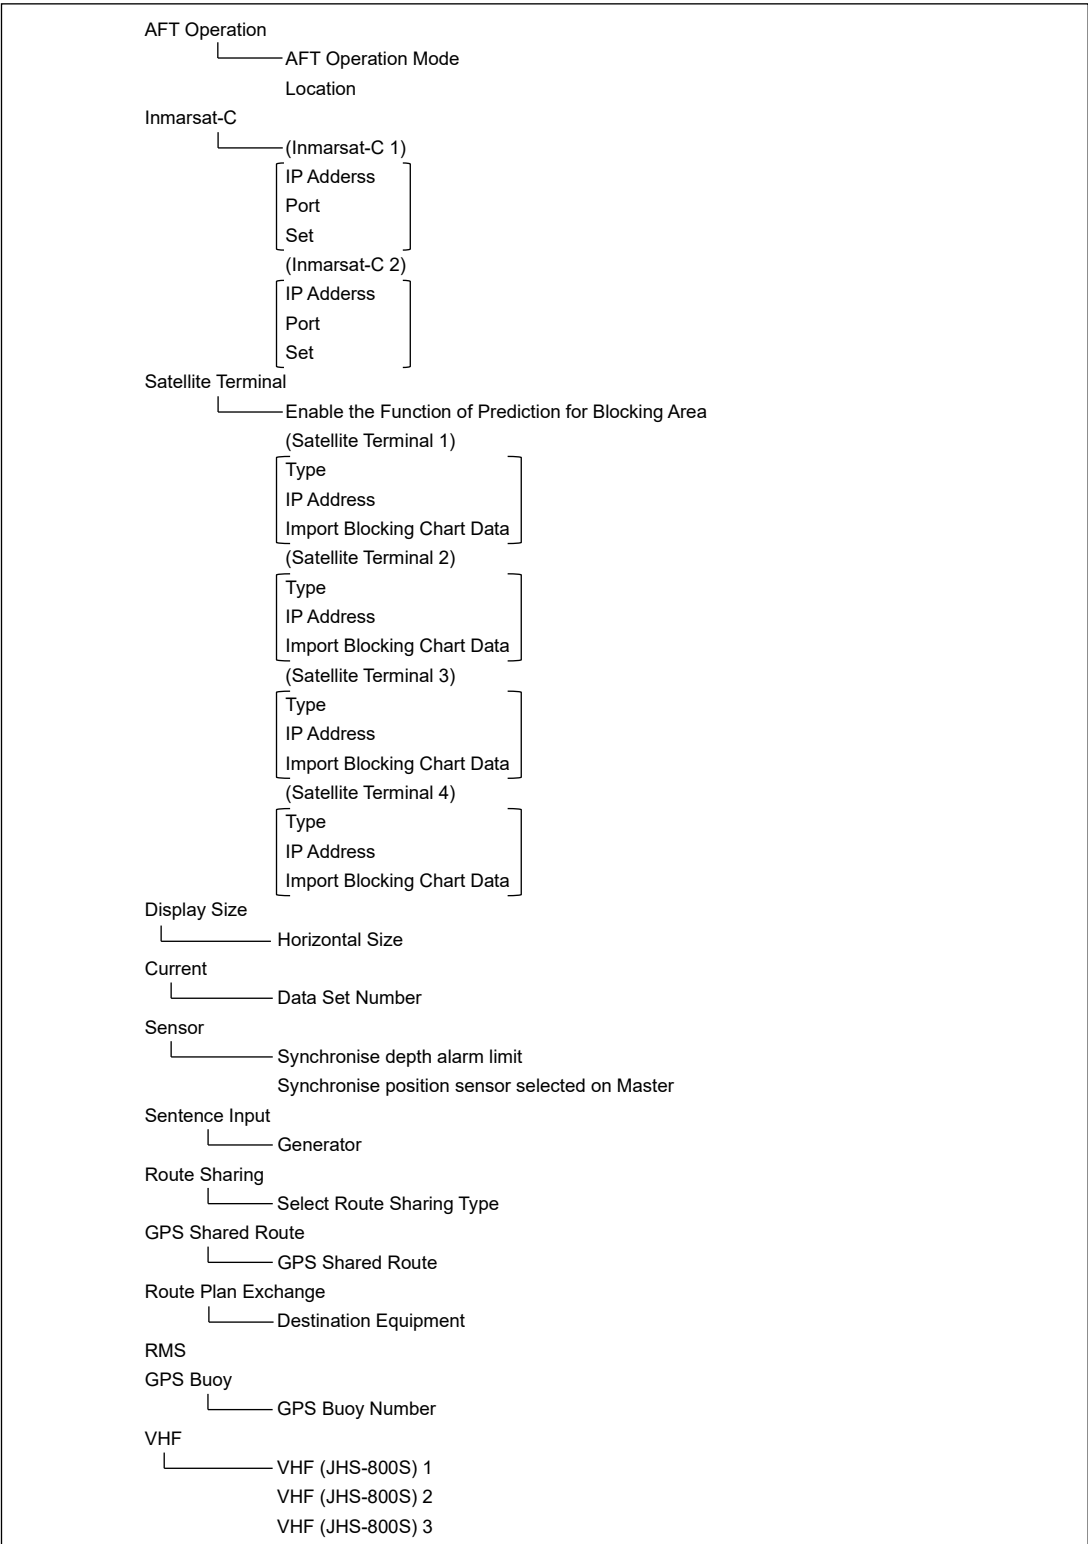 AFT Operation
AFT Operation Mode
Location
Inmarsat-C
(Inmarsat-C 1)
IP Adderss
Port
Set
(Inmarsat-C 2)
IP Adderss
Port
Set
Satellite Terminal
Enable the Function of Prediction for Blocking Area
(Satellite Terminal 1)
Type
IP Address
Import Blocking Chart Data
(Satellite Terminal 2)
Type
IP Address
Import Blocking Chart Data
(Satellite Terminal 3)
Type
IP Address
Import Blocking Chart Data
(Satellite Terminal 4)
Type
IP Address
Import Blocking Chart Data
Display Size
Horizontal Size
Current
Data Set Number
Sensor
Synchronise depth alarm limit
Synchronise position sensor selected on Master
Sentence Input
Generator
Route Sharing
Select Route Sharing Type
GPS Shared Route
GPS Shared Route
Route Plan Exchange
Destination Equipment
RMS
GPS Buoy
GPS Buoy Number
VHF
VHF (JHS-800S) 1
VHF (JHS-800S) 2
VHF (JHS-800S) 3